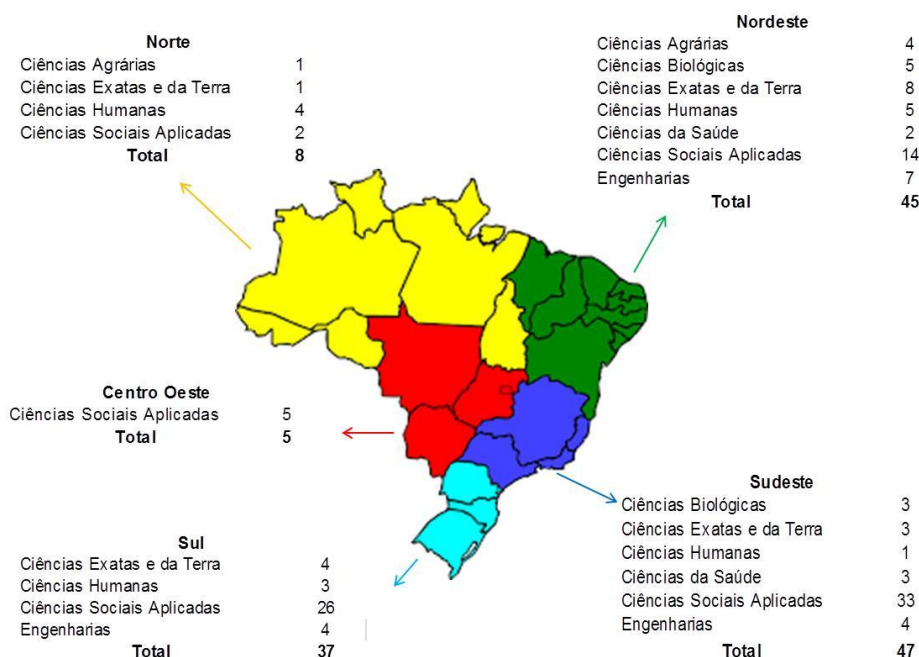 Norte
Ciências Agrárias 1
Ciências Exatas e da Terra 1
Ciências Humanas 4
Ciências Sociais Aplicadas 2
Total 8
Nordeste
Ciências Agrárias 4
Ciências Biológicas 5
Ciências Exatas e da Terra 8
Ciências Humanas 5
Ciências da Saúde 2
Ciências Sociais Aplicadas 14
Engenharias 7
Total 45
Centro Oeste
Ciências Sociais Aplicadas 5
Total 5
Sul
Ciências Exatas e da Terra 4
Ciências Humanas 3
Ciências Sociais Aplicadas 26
Engenharias 4
Total 37
Sudeste
Ciências Biológicas 3
Ciências Exatas e da Terra 3
Ciências Humanas 1
Ciências da Saúde 3
Ciências Sociais Aplicadas 33
Engenharias 4
Total 47